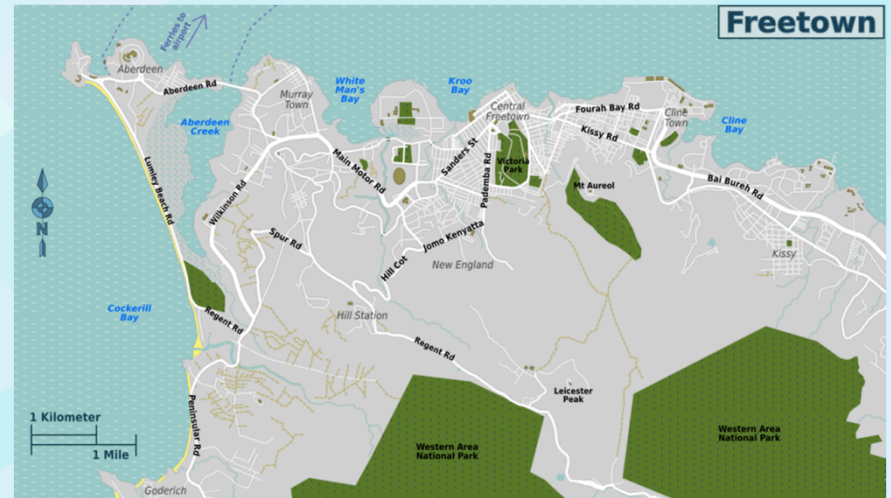 Freetown
Ferries to
airport
Aberdeen
Aberdeen Rd
Murray
Town
White
Man's
Bay
Kroo
Bay
Central
Freetown
Fourah Bay Rd
Kissy Rd
Cline
Town
Cline
Bay
Aberdeen
Creek
Main Motor Rd
Sanders St
Pademba Rd
Victoria
Park
Mt Aureol
Bai Bureh Rd
Lumley Beach Rd
Wilkinson Rd
Spur Rd
Jomo Kenyatta
Hill Cot
New England
Kissy
N
Cockerill
Bay
Regent Rd
Hill Station
Regent Rd
Leicester
Peak
Peninsular Rd
1 Kilometer
1 Mile
Western Area
National Park
Western Area
National Park
Goderich